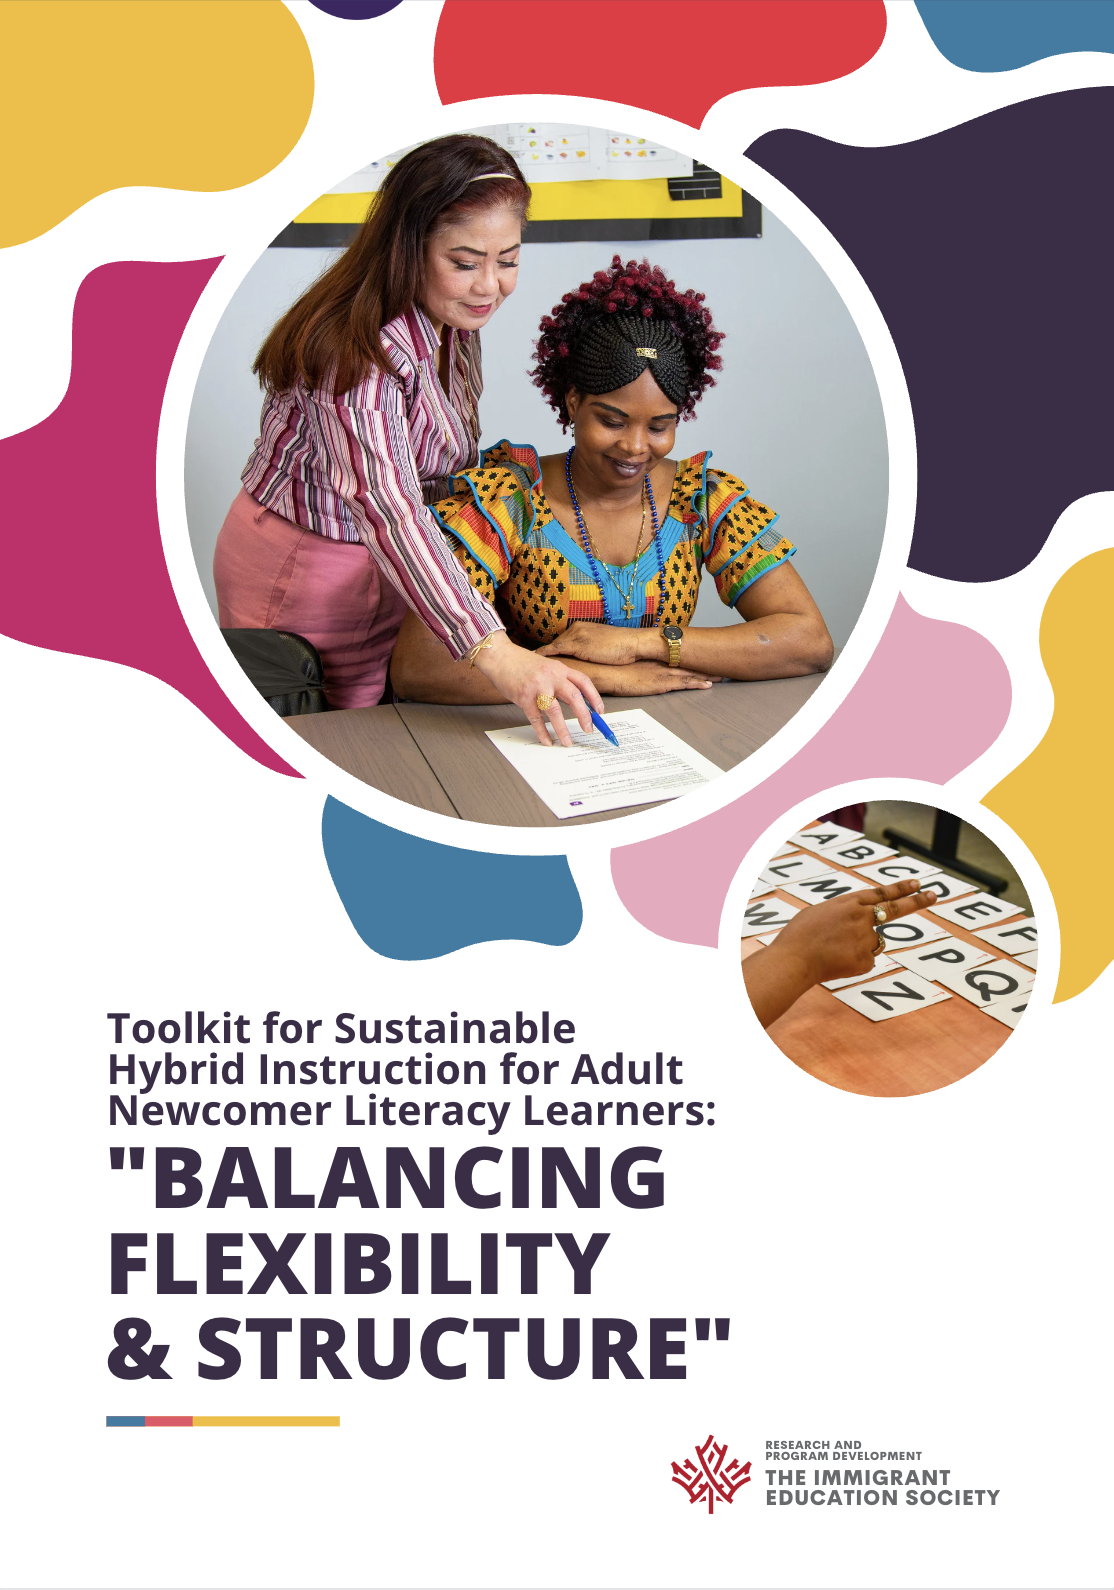 A B C D E F
L M O P Q
W Z
Toolkit for Sustainable
Hybrid Instruction for Adult
Newcomer Literacy Learners:
"BALANCING
FLEXIBILITY
& STRUCTURE"
RESEARCH AND
PROGRAM DEVELOPMENT
THE IMMIGRANT
EDUCATION SOCIETY